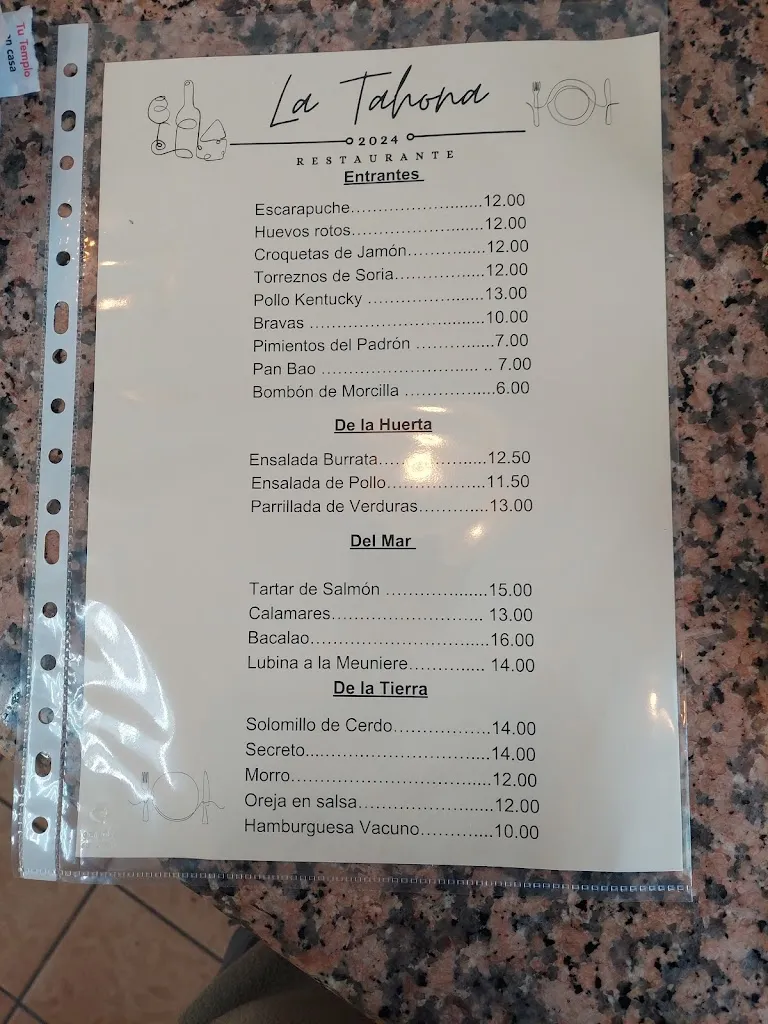 Tu Templo
en casa
La Tahona
2024
RESTAURANTE
Entrantes
Escarapuche..........................12.00
Huevos rotos..........................12.00
Croquetas de Jamón................12.00
Torreznos de Soria..................12.00
Pollo Kentucky ......................13.00
Bravas ................................10.00
Pimientos del Padrón ..............7.00
Pan Bao ........................... .. 7.00
Bombón de Morcilla ................6.00
De la Huerta
Ensalada Burrata....................12.50
Ensalada de Pollo...................11.50
Parrillada de Verduras.............13.00
Del Mar
Tartar de Salmón ...................15.00
Calamares............................ 13.00
Bacalao................................16.00
Lubina a la Meuniere.............. 14.00
De la Tierra
Solomillo de Cerdo..................14.00
Secreto................................14.00
Morro..................................12.00
Oreja en salsa.......................12.00
Hamburguesa Vacuno.............10.00